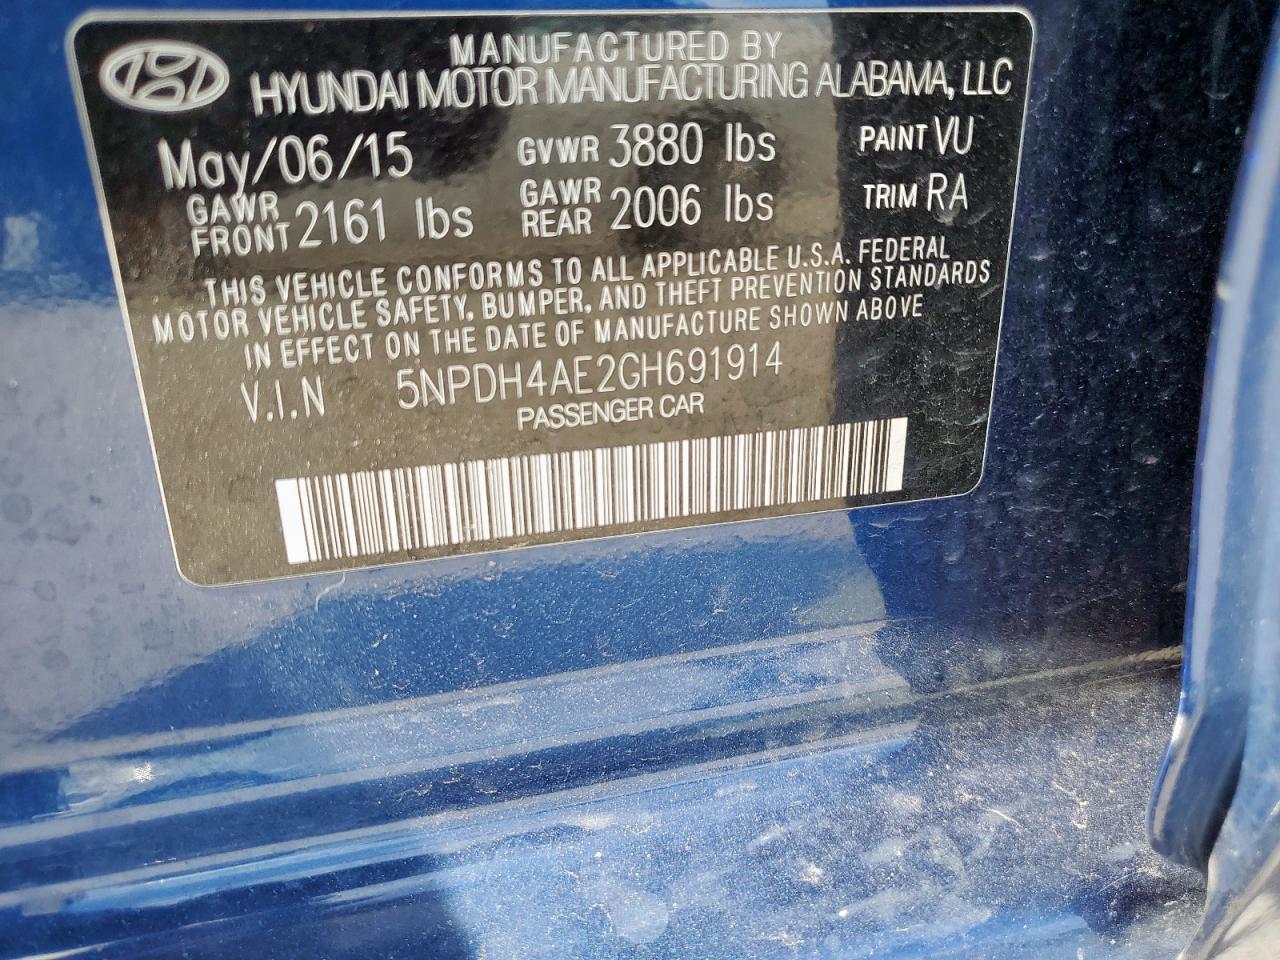 MANUFACTURED BY
HYUNDAI MOTOR MANUFACTURING ALABAMA, LLC
May/06/15 GVWR 3880 lbs PAINT VU
GAWR FRONT 2161 lbs GAWR REAR 2006 lbs TRIM RA
THIS VEHICLE CONFORMS TO ALL APPLICABLE U.S.A. FEDERAL
MOTOR VEHICLE SAFETY, BUMPER, AND THEFT PREVENTION STANDARDS
IN EFFECT ON THE DATE OF MANUFACTURE SHOWN ABOVE
V.I.N 5NPDH4AE2GH691914
PASSENGER CAR